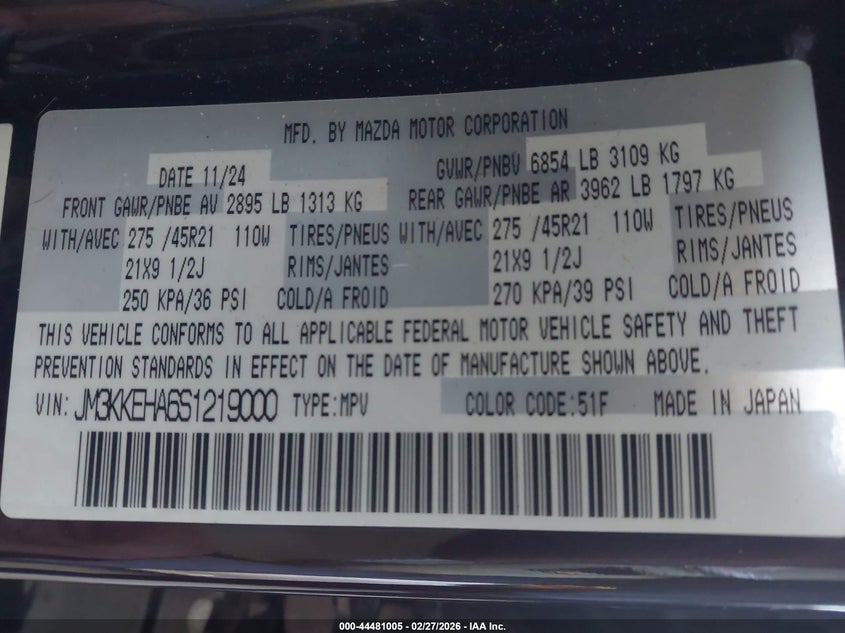 MFD. BY MAZDA MOTOR CORPORATION
DATE 11/24 GVWR/PNBV 6854 LB 3109 KG
FRONT GAWR/PNBE AV 2895 LB 1313 KG REAR GAWR/PNBE AR 3962 LB 1797 KG
WITH/AVEC 275 /45R21 110W TIRES/PNEUS WITH/AVEC 275 /45R21 110W TIRES/PNEUS
21X9 1/2J RIMS/JANTES 21X9 1/2J RIMS/JANTES
250 KPA/36 PSI COLD/A FROID 270 KPA/39 PSI COLD/A FROID
THIS VEHICLE CONFORMS TO ALL APPLICABLE FEDERAL MOTOR VEHICLE SAFETY AND THEFT
PREVENTION STANDARDS IN EFFECT ON THE DATE OF MANUFACTURE SHOWN ABOVE.
VIN: JM3KKEHA6S1219000 TYPE:MPV COLOR CODE:51F MADE IN JAPAN
000-44481005 - 02/27/2026 - IAA Inc.